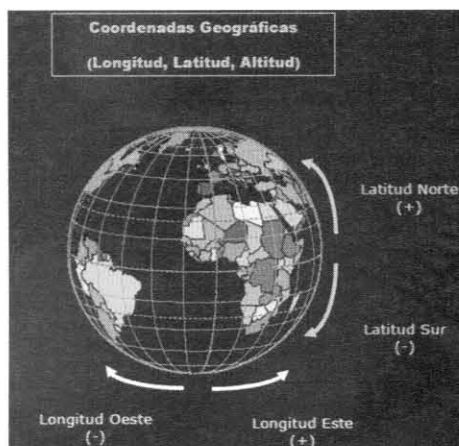 Coordenadas Geográficas
(Longitud, Latitud, Altitud)
Latitud Norte
(+)
Latitud Sur
(-)
Longitud Oeste
(-)
Longitud Este
(+)